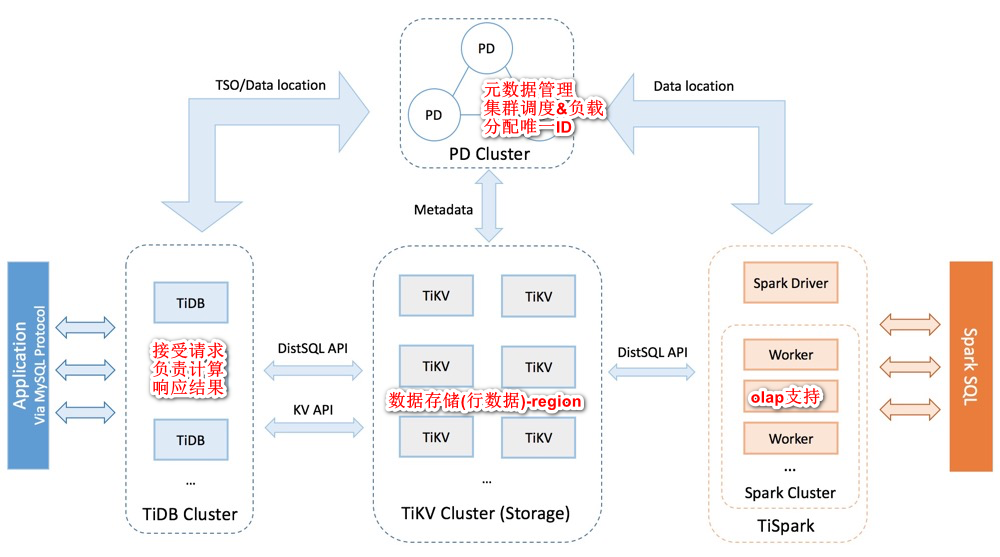 PD
TSO/Data location
Data location
PD
元数据管理
集群调度&负载
分配唯一ID
PD Cluster
Metadata
Application
Via MySQL Protocol
TiDB
接受请求
负责计算
响应结果
TiDB
...
TiDB Cluster
DistSQL API
KV API
TiKV
TiKV
TiKV
TiKV
数据存储(行数据)-region
TiKV
TiKV
...
TiKV Cluster (Storage)
DistSQL API
Spark Driver
Worker
olap支持
Worker
...
Spark Cluster
TiSpark
Spark SQL